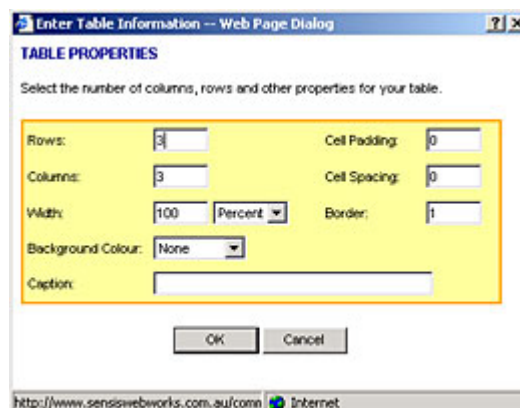 Enter Table Information -- Web Page Dialog
TABLE PROPERTIES
Select the number of columns, rows and other properties for your table.
Rows: 3 Cell Padding: 0
Columns: 3 Cell Spacing: 0
Width: 100 Percent Border: 1
Background Colour: None
Caption:
OK Cancel
http://www.sensiswebworks.com.au/comn Internet